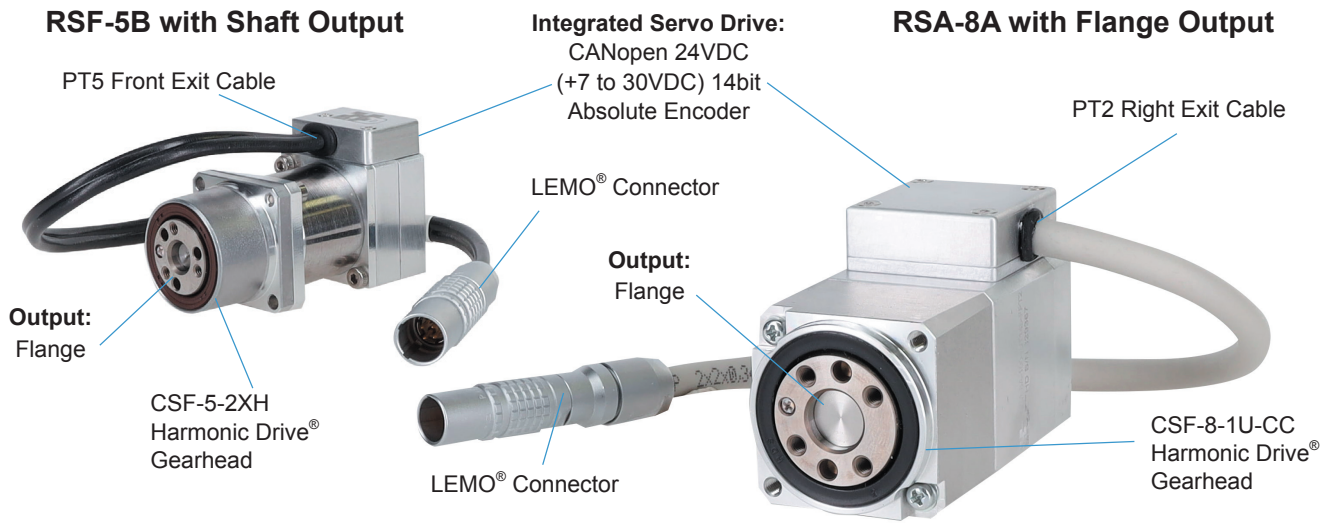 RSF-5B with Shaft Output
Integrated Servo Drive:
CANopen 24VDC
(+7 to 30VDC) 14bit
Absolute Encoder
RSA-8A with Flange Output
PT5 Front Exit Cable
PT2 Right Exit Cable
LEMO® Connector
Output:
Flange
Output:
Flange
CSF-5-2XH
Harmonic Drive®
Gearhead
2x2x0.
LEMO® Connector
CSF-8-1U-CC
Harmonic Drive®
Gearhead